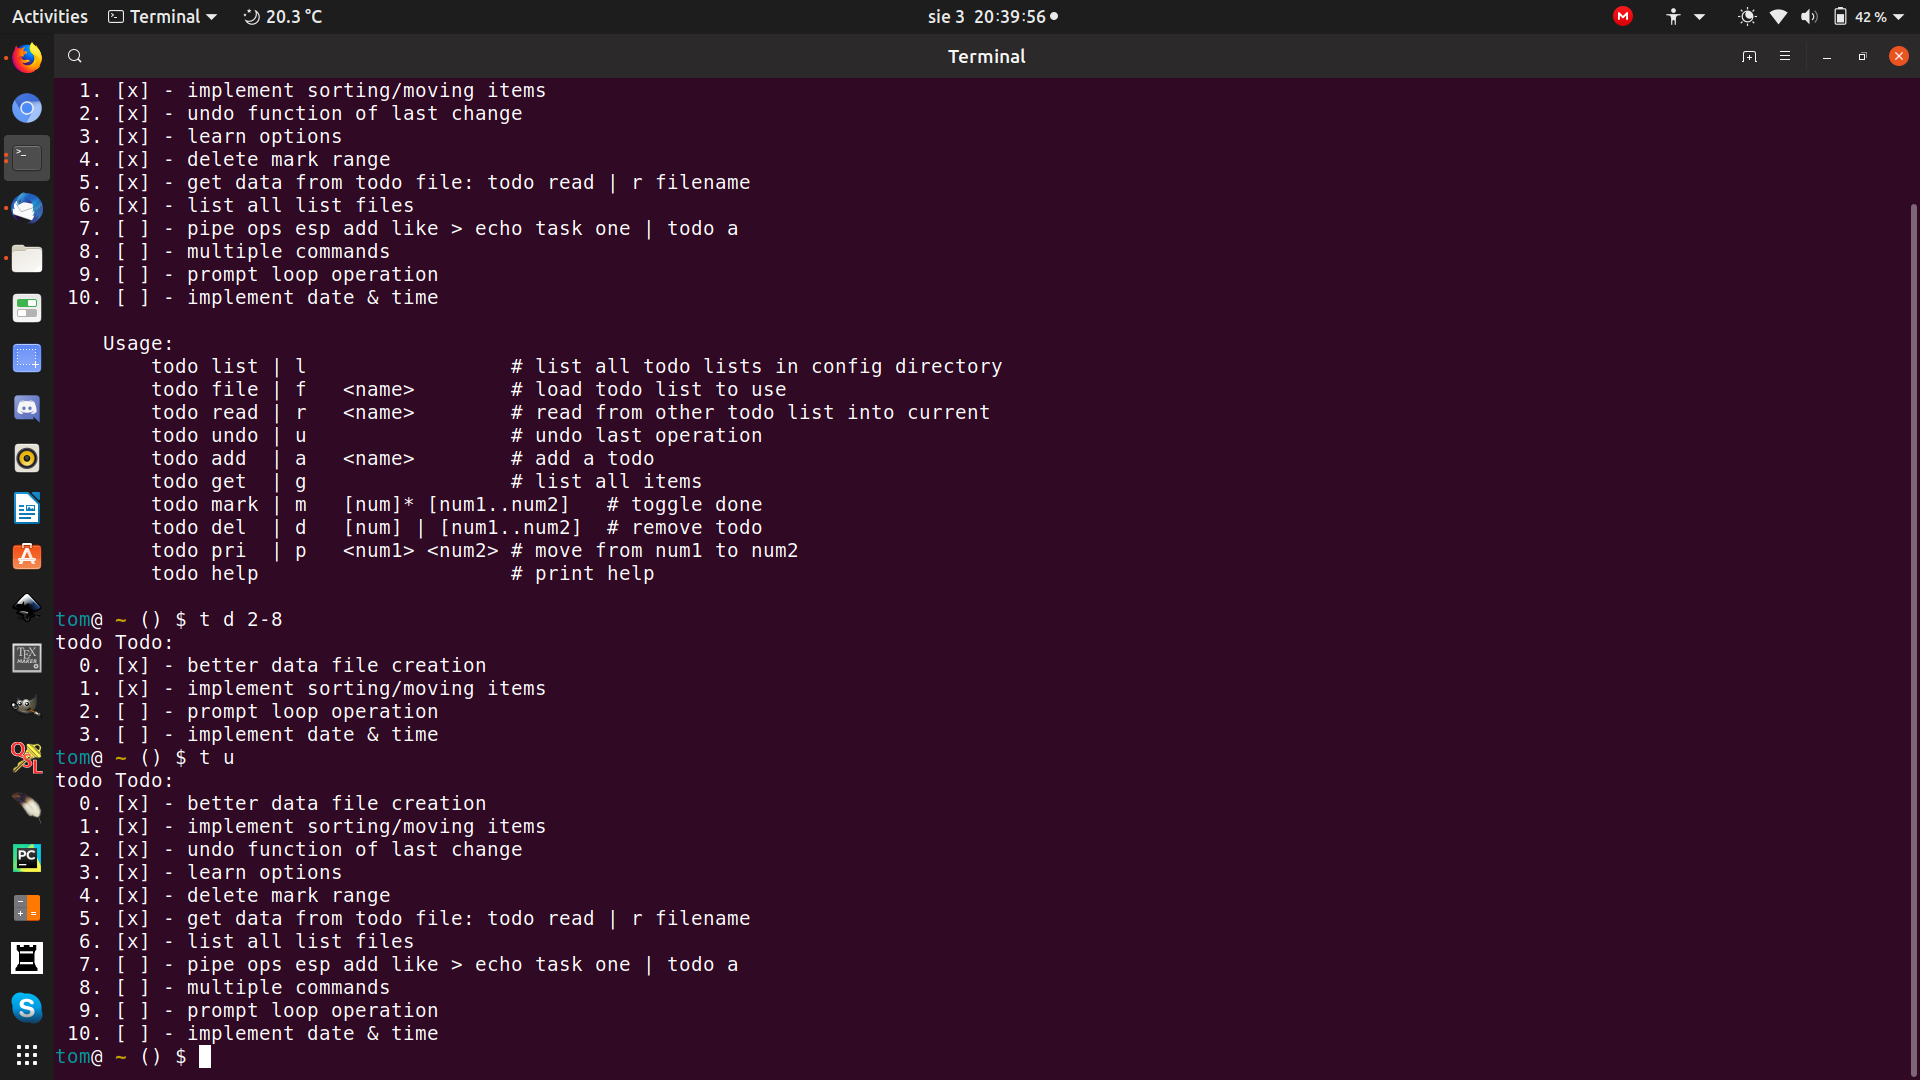 Activities Terminal 20.3 °C sie 3 20:39:56 M 42 %
Terminal
1. [x] - implement sorting/moving items
2. [x] - undo function of last change
3. [x] - learn options
4. [x] - delete mark range
5. [x] - get data from todo file: todo read | r filename
6. [x] - list all list files
7. [ ] - pipe ops esp add like > echo task one | todo a
8. [ ] - multiple commands
9. [ ] - prompt loop operation
10. [ ] - implement date & time
Usage:
todo list | l # list all todo lists in config directory
todo file | f <name> # load todo list to use
todo read | r <name> # read from other todo list into current
todo undo | u # undo last operation
todo add | a <name> # add a todo
todo get | g # list all items
todo mark | m [num]* [num1..num2] # toggle done
todo del | d [num] | [num1..num2] # remove todo
todo pri | p <num1> <num2> # move from num1 to num2
todo help # print help
tom@ ~ () $ t d 2-8
todo Todo:
0. [x] - better data file creation
1. [x] - implement sorting/moving items
2. [ ] - prompt loop operation
3. [ ] - implement date & time
tom@ ~ () $ t u
todo Todo:
0. [x] - better data file creation
1. [x] - implement sorting/moving items
2. [x] - undo function of last change
3. [x] - learn options
4. [x] - delete mark range
5. [x] - get data from todo file: todo read | r filename
6. [x] - list all list files
7. [ ] - pipe ops esp add like > echo task one | todo a
8. [ ] - multiple commands
9. [ ] - prompt loop operation
10. [ ] - implement date & time
tom@ ~ () $